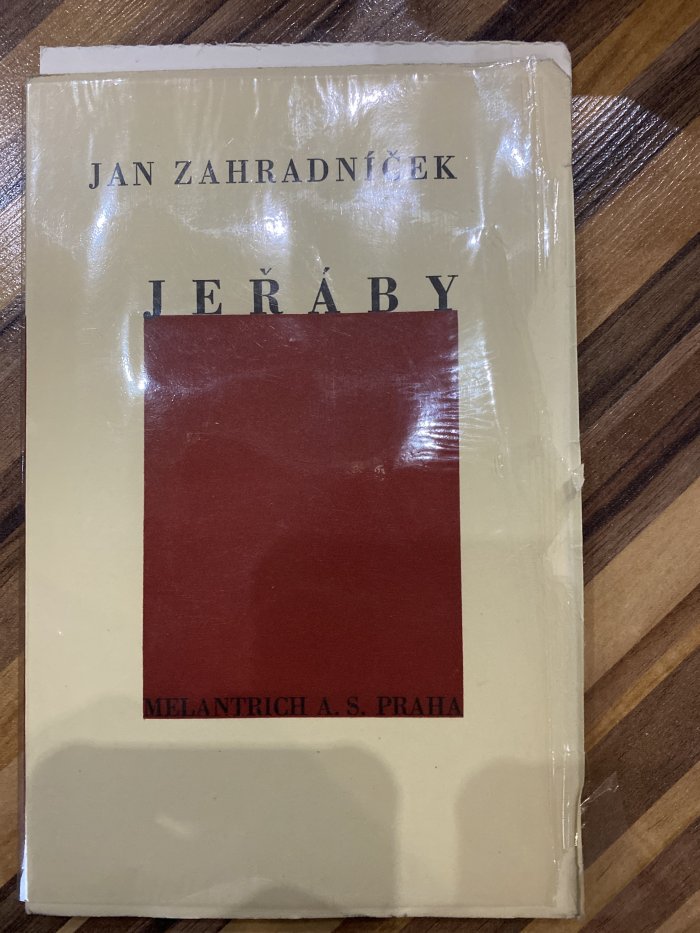 JAN ZAHRADNÍČEK
JEŘÁBY
MELANTRICH A. S. PRAHA